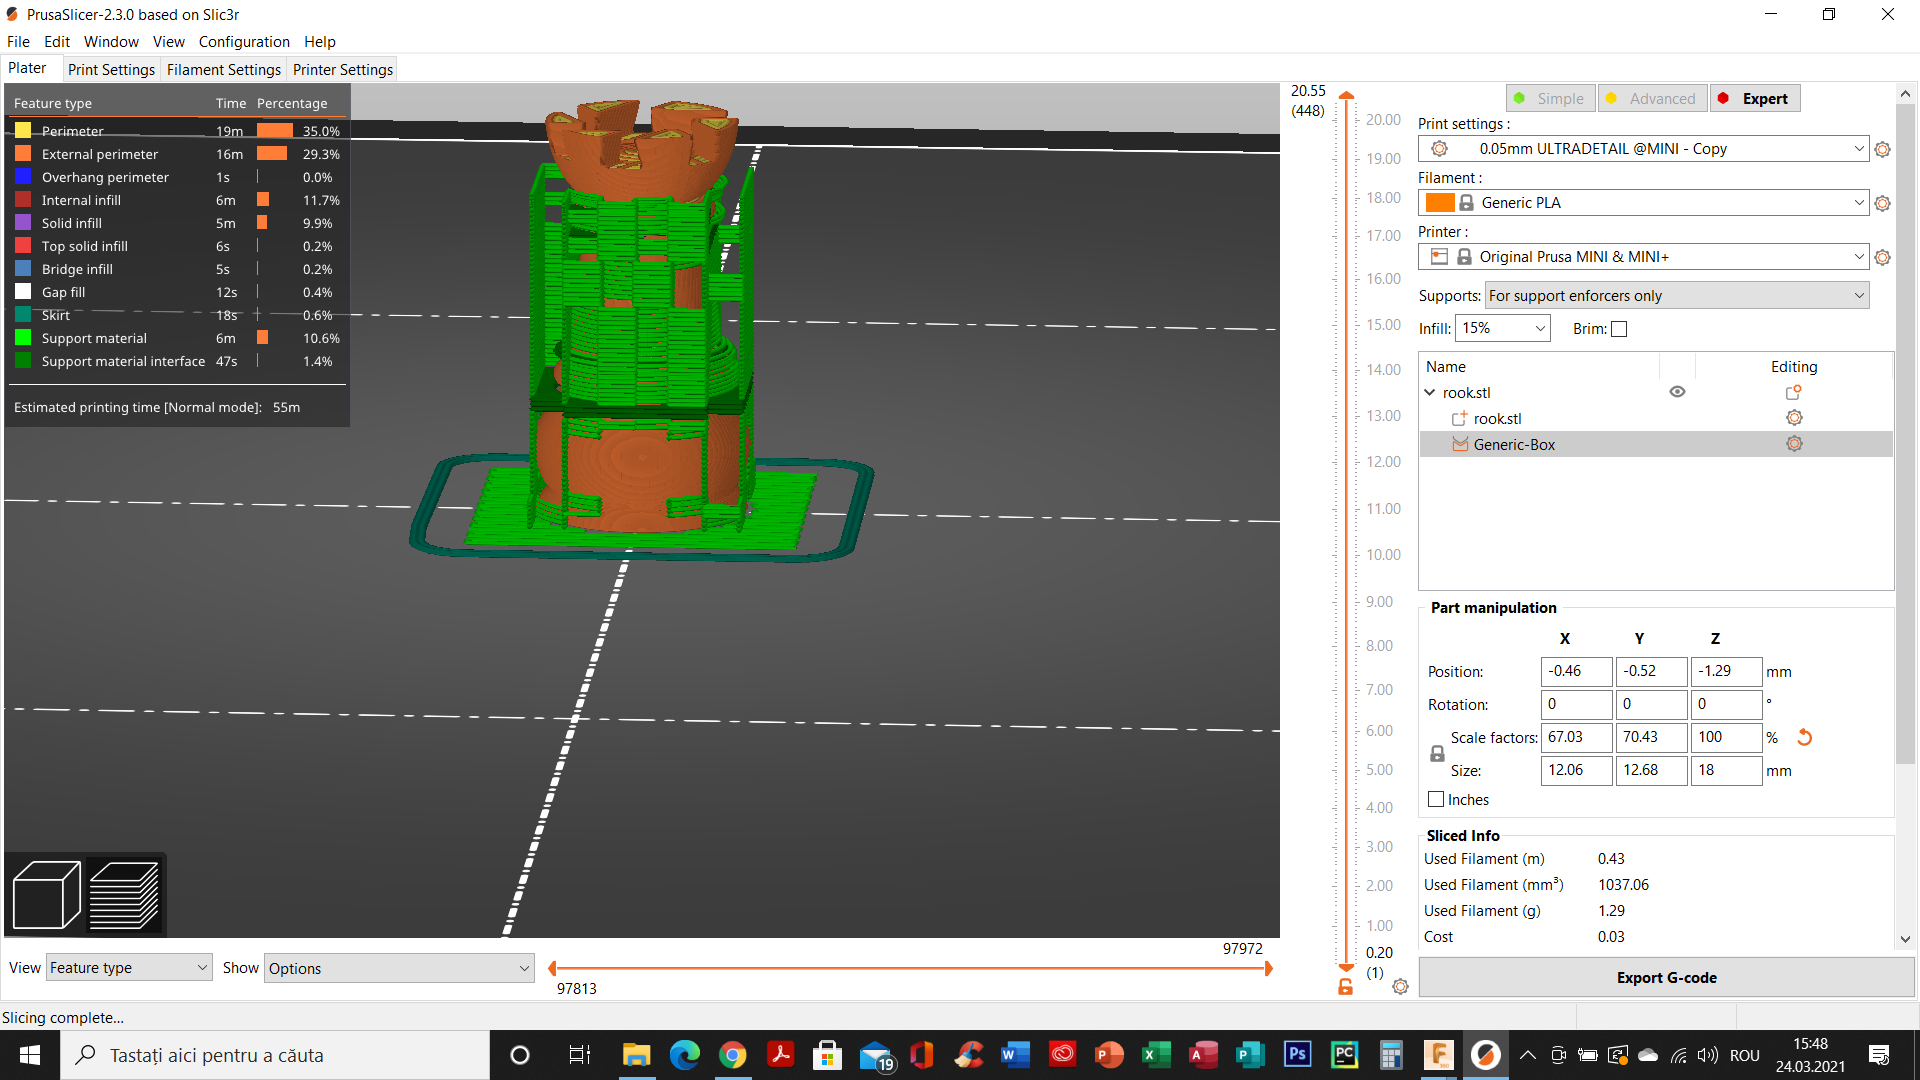 PrusaSlicer-2.3.0 based on Slic3r
File Edit Window View Configuration Help
Plater Print Settings Filament Settings Printer Settings
Feature type Time Percentage
Perimeter 19m 35.0%
External perimeter 16m 29.3%
Overhang perimeter 1s 0.0%
Internal infill 6m 11.7%
Solid infill 5m 9.9%
Top solid infill 6s 0.2%
Bridge infill 5s 0.2%
Gap fill 12s 0.4%
Skirt 18s 0.6%
Support material 6m 10.6%
Support material interface 47s 1.4%
Estimated printing time [Normal mode]: 55m
20.55
(448)
20.00
19.00
18.00
17.00
16.00
15.00
14.00
13.00
12.00
11.00
10.00
9.00
8.00
7.00
6.00
5.00
4.00
3.00
2.00
1.00
0.20
(1)
Simple Advanced Expert
Print settings :
0.05mm ULTRADETAIL @MINI - Copy
Filament :
Generic PLA
Printer :
Original Prusa MINI & MINI+
Supports: For support enforcers only
Infill: 15% Brim:
Name Editing
rook.stl
rook.stl
Generic-Box
Part manipulation
X Y Z
Position: -0.46 -0.52 -1.29 mm
Rotation: 0 0 0 °
Scale factors: 67.03 70.43 100 %
Size: 12.06 12.68 18 mm
Inches
Sliced Info
Used Filament (m) 0.43
Used Filament (mm³) 1037.06
Used Filament (g) 1.29
Cost 0.03
Export G-code
97972
View Feature type Show Options
97813
Slicing complete...
Tastați aici pentru a căuta
19
ROU
15:48
24.03.2021